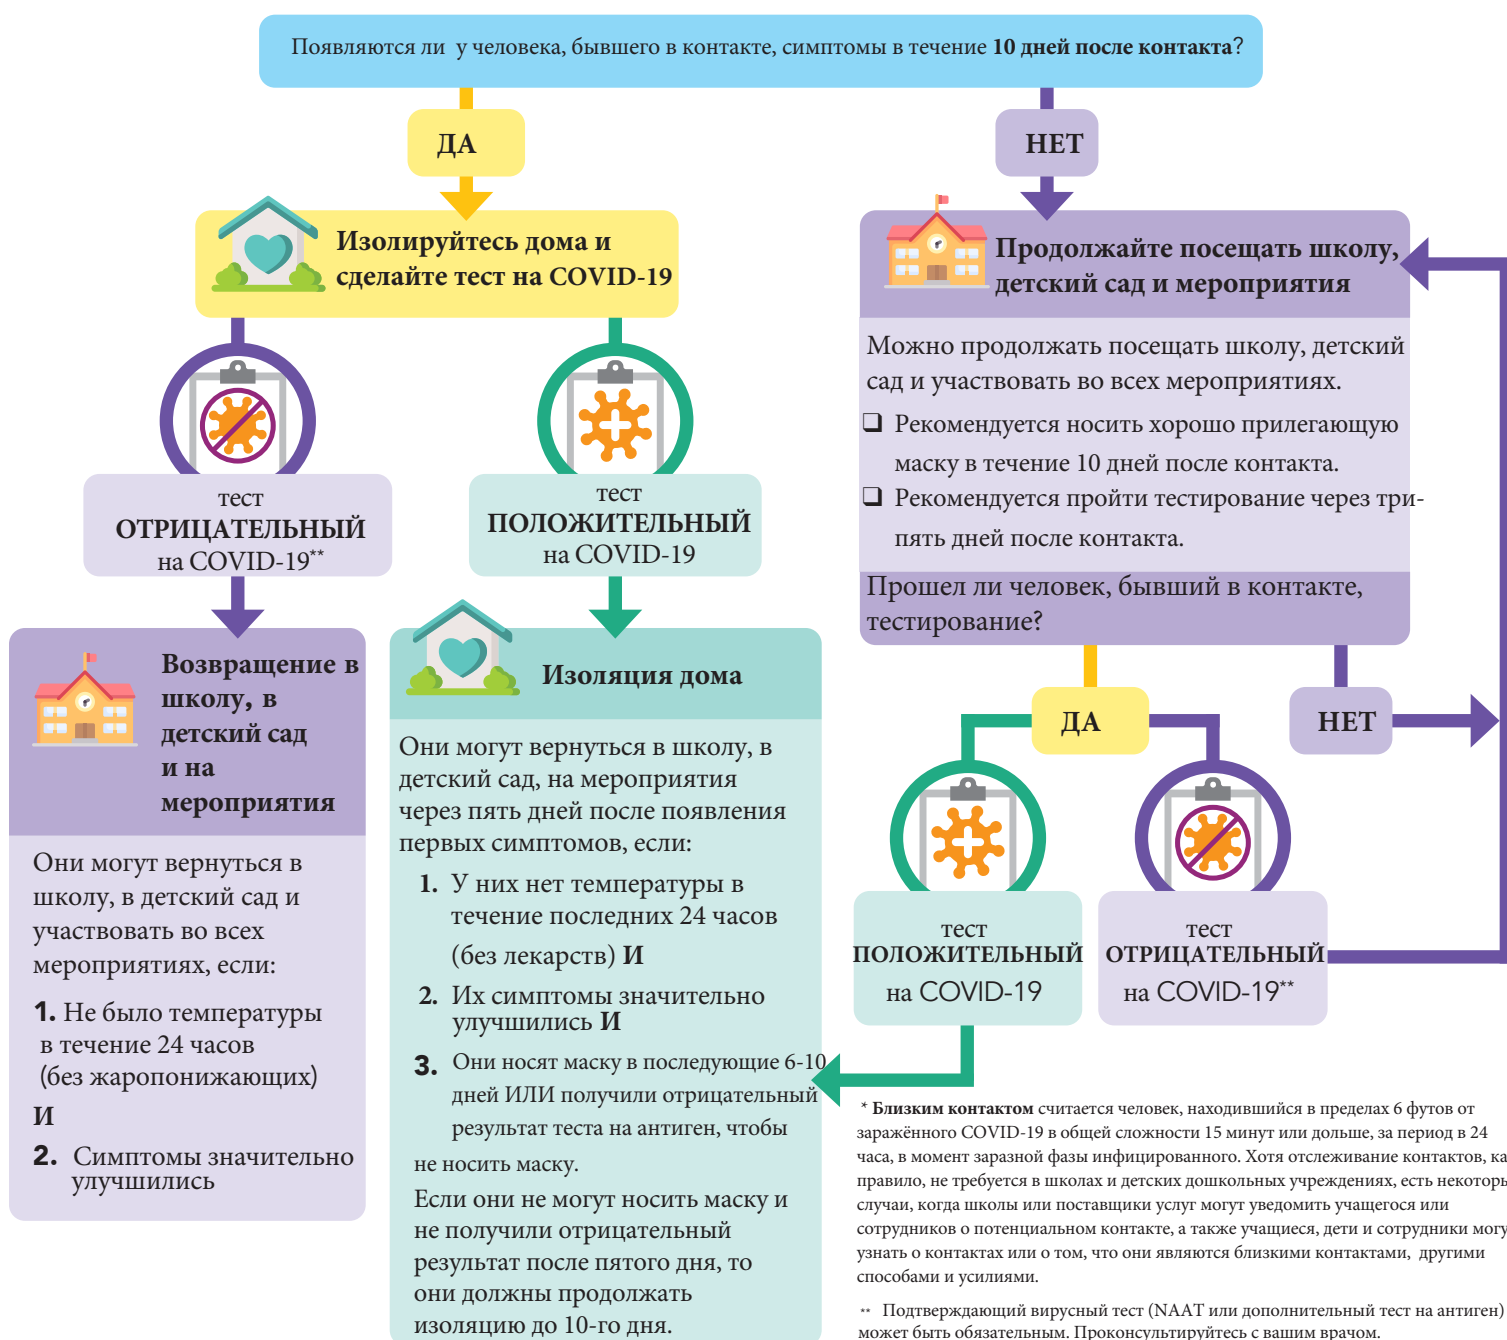 Появляются ли у человека, бывшего в контакте, симптомы в течение 10 дней после контакта?
ДА
НЕТ
Изолируйтесь дома и
сделайте тест на COVID-19
Продолжайте посещать школу,
детский сад и мероприятия
Можно продолжать посещать школу, детский
сад и участвовать во всех мероприятиях.
❑ Рекомендуется носить хорошо прилегающую
маску в течение 10 дней после контакта.
❑ Рекомендуется пройти тестирование через три-
пять дней после контакта.
Прошел ли человек, бывший в контакте,
тестирование?
тест
ОТРИЦАТЕЛЬНЫЙ
на COVID-19**
тест
ПОЛОЖИТЕЛЬНЫЙ
на COVID-19
Возвращение в
школу, в
детский сад
и на
мероприятия
Они могут вернуться в
школу, в детский сад и
участвовать во всех
мероприятиях, если:
1. Не было температуры
в течение 24 часов
(без жаропонижающих)
И
2. Симптомы значительно
улучшились
Изоляция дома
Они могут вернуться в школу, в
детский сад, на мероприятия
через пять дней после появления
первых симптомов, если:
1. У них нет температуры в
течение последних 24 часов
(без лекарств) И
2. Их симптомы значительно
улучшились И
3. Они носят маску в последующие 6-10
дней ИЛИ получили отрицательный
результат теста на антиген, чтобы
не носить маску.
Если они не могут носить маску и
не получили отрицательный
результат после пятого дня, то
они должны продолжать
изоляцию до 10-го дня.
ДА
НЕТ
тест
ПОЛОЖИТЕЛЬНЫЙ
на COVID-19
тест
ОТРИЦАТЕЛЬНЫЙ
на COVID-19**
* Близким контактом считается человек, находившийся в пределах 6 футов от
заражённого COVID-19 в общей сложности 15 минут или дольше, за период в 24
часа, в момент заразной фазы инфицированного. Хотя отслеживание контактов, ка
правило, не требуется в школах и детских дошкольных учреждениях, есть некоторы
случаи, когда школы или поставщики услуг могут уведомить учащегося или
сотрудников о потенциальном контакте, а также учащиеся, дети и сотрудники могу
узнать о контактах или о том, что они являются близкими контактами, другими
способами и усилиями.
** Подтверждающий вирусный тест (NAAT или дополнительный тест на антиген)
может быть обязательным. Проконсультируйтесь с вашим врачом.